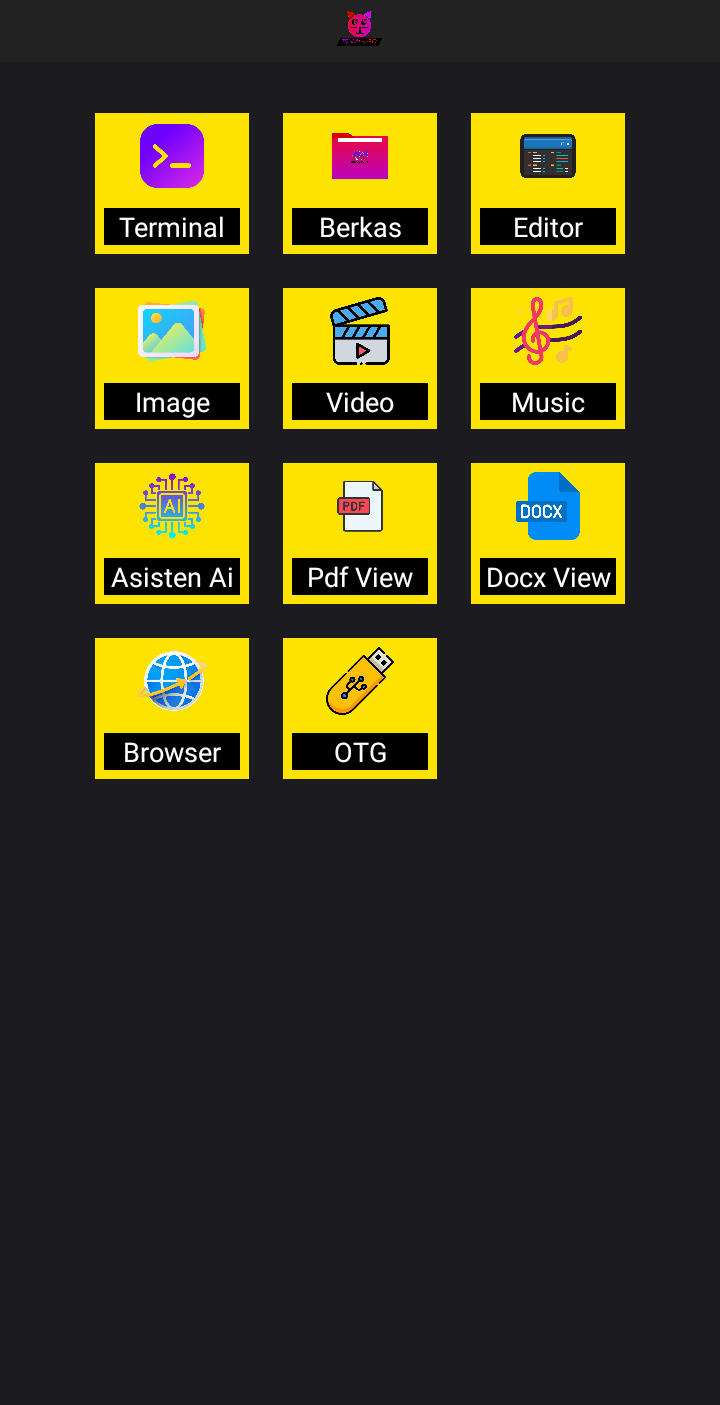 Terminal
Berkas
Editor
Image
Video
Music
AI
Asisten Ai
PDF
Pdf View
DOCX
Docx View
Browser
OTG